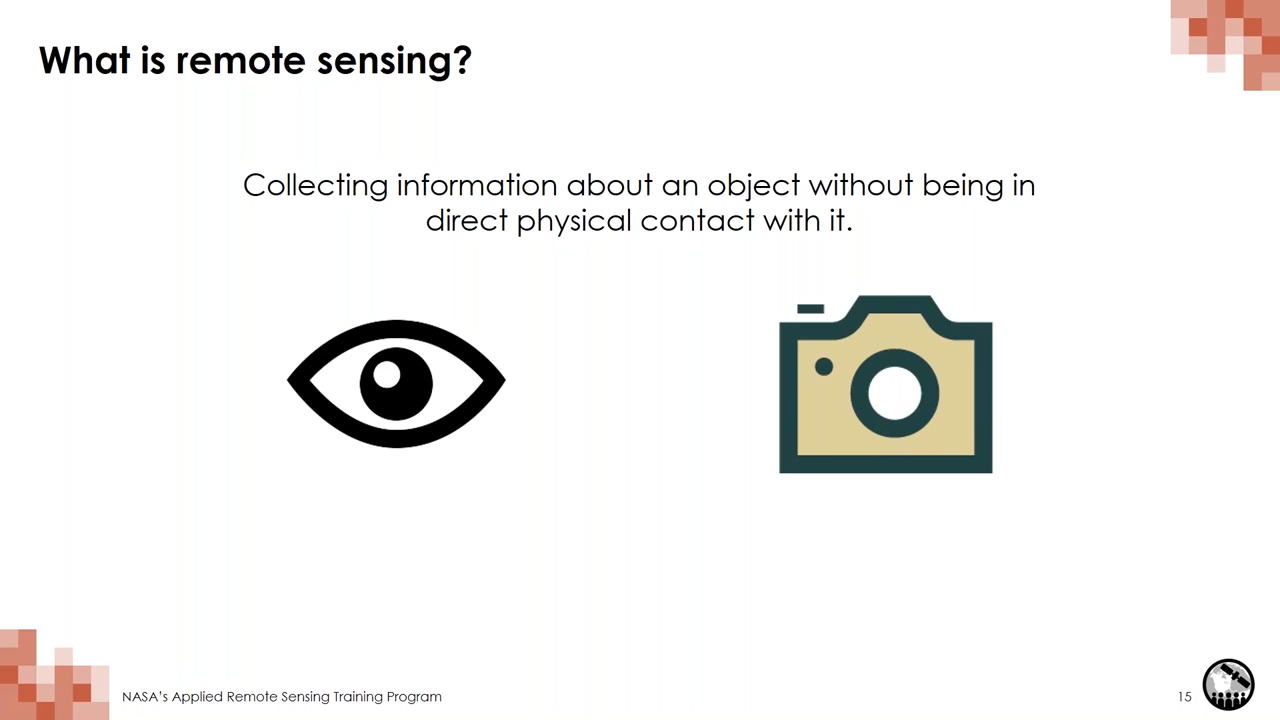 What is remote sensing?
Collecting information about an object without being in
direct physical contact with it.
NASA's Applied Remote Sensing Training Program
15